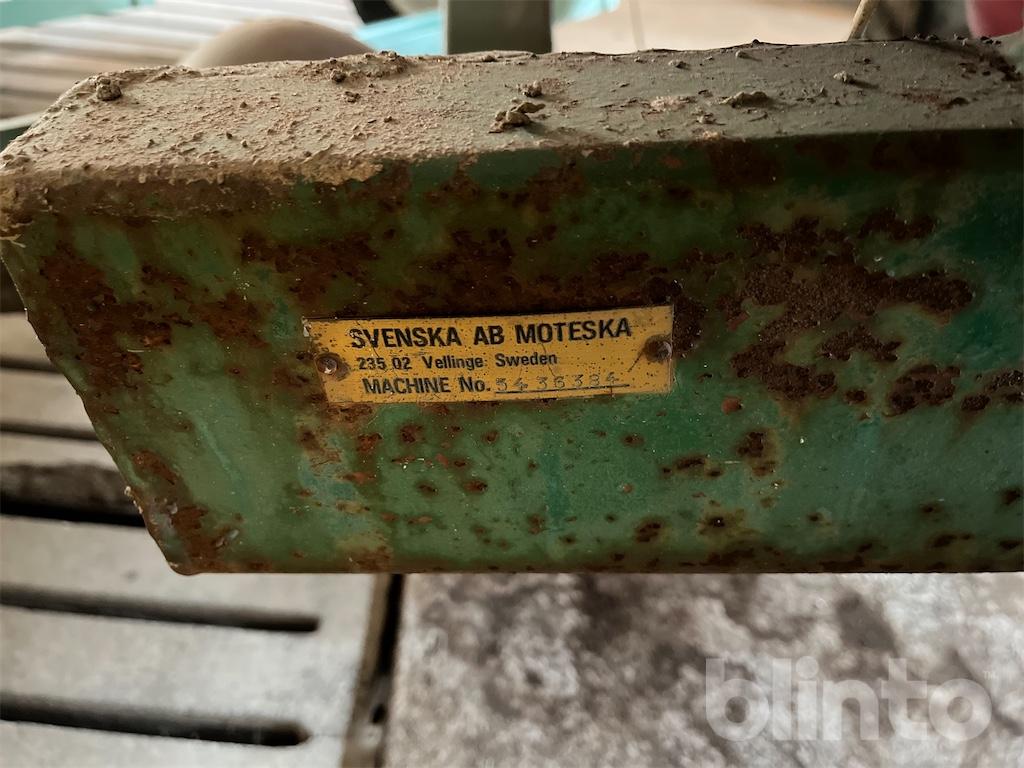 SVENSKA AB MOTESKA
235 02 Vellinge Sweden
MACHINE No. 5436384
blinto